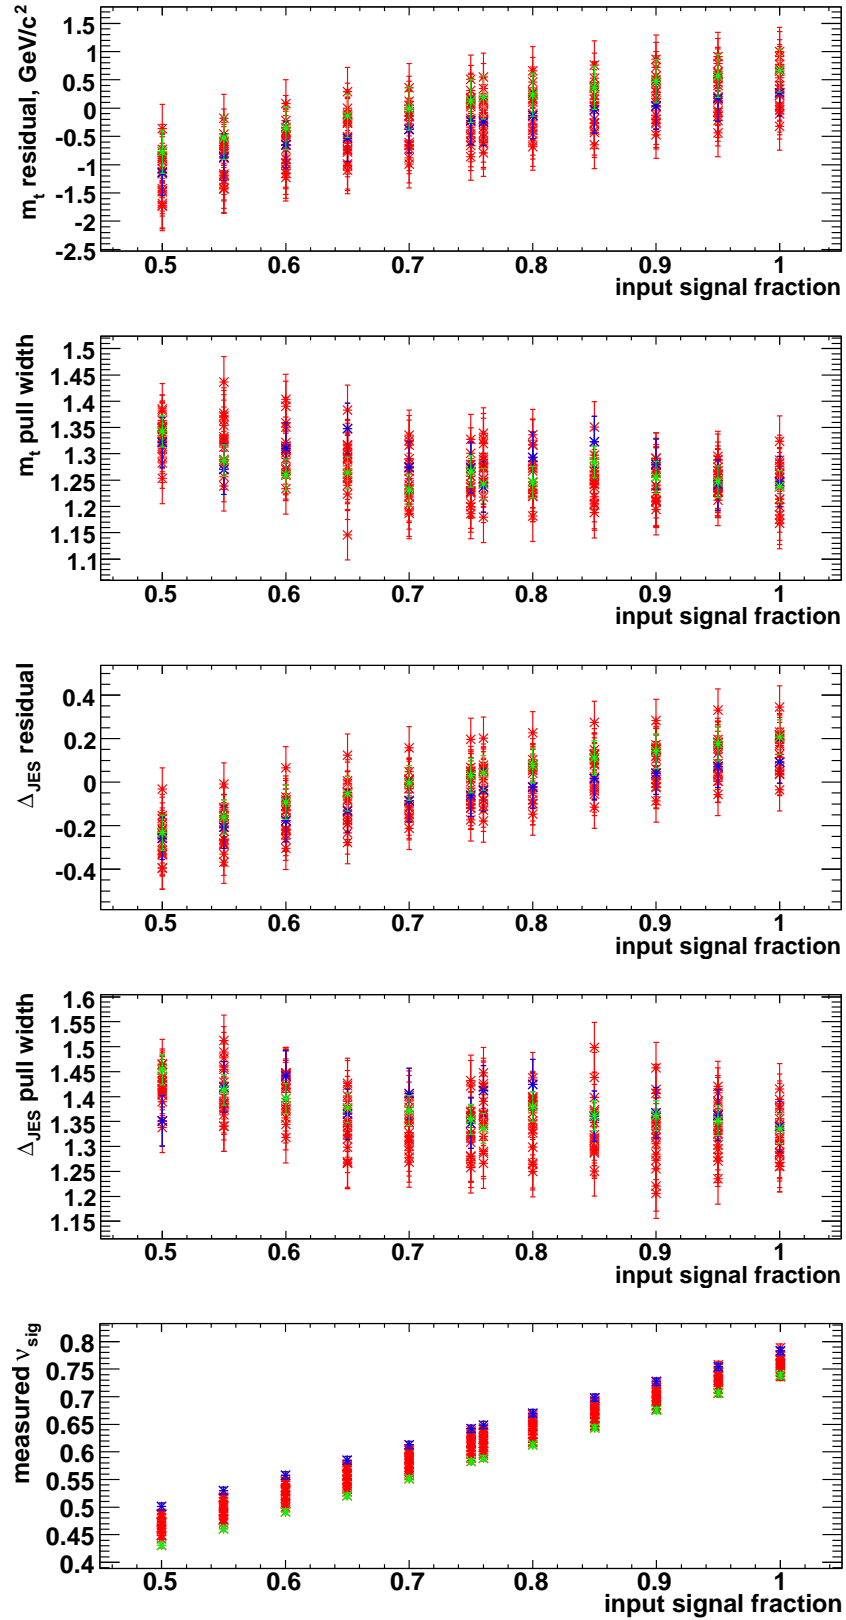 m_t residual, GeV/c²
1.5
1
0.5
0
-0.5
-1
-1.5
-2
-2.5
0.5 0.6 0.7 0.8 0.9 1
input signal fraction
m_t pull width
1.5
1.45
1.4
1.35
1.3
1.25
1.2
1.15
1.1
0.5 0.6 0.7 0.8 0.9 1
input signal fraction
Δ_JES residual
0.4
0.2
0
-0.2
-0.4
0.5 0.6 0.7 0.8 0.9 1
input signal fraction
Δ_JES pull width
1.6
1.55
1.5
1.45
1.4
1.35
1.3
1.25
1.2
1.15
0.5 0.6 0.7 0.8 0.9 1
input signal fraction
measured ν_sig
0.8
0.75
0.7
0.65
0.6
0.55
0.5
0.45
0.4
0.5 0.6 0.7 0.8 0.9 1
input signal fraction